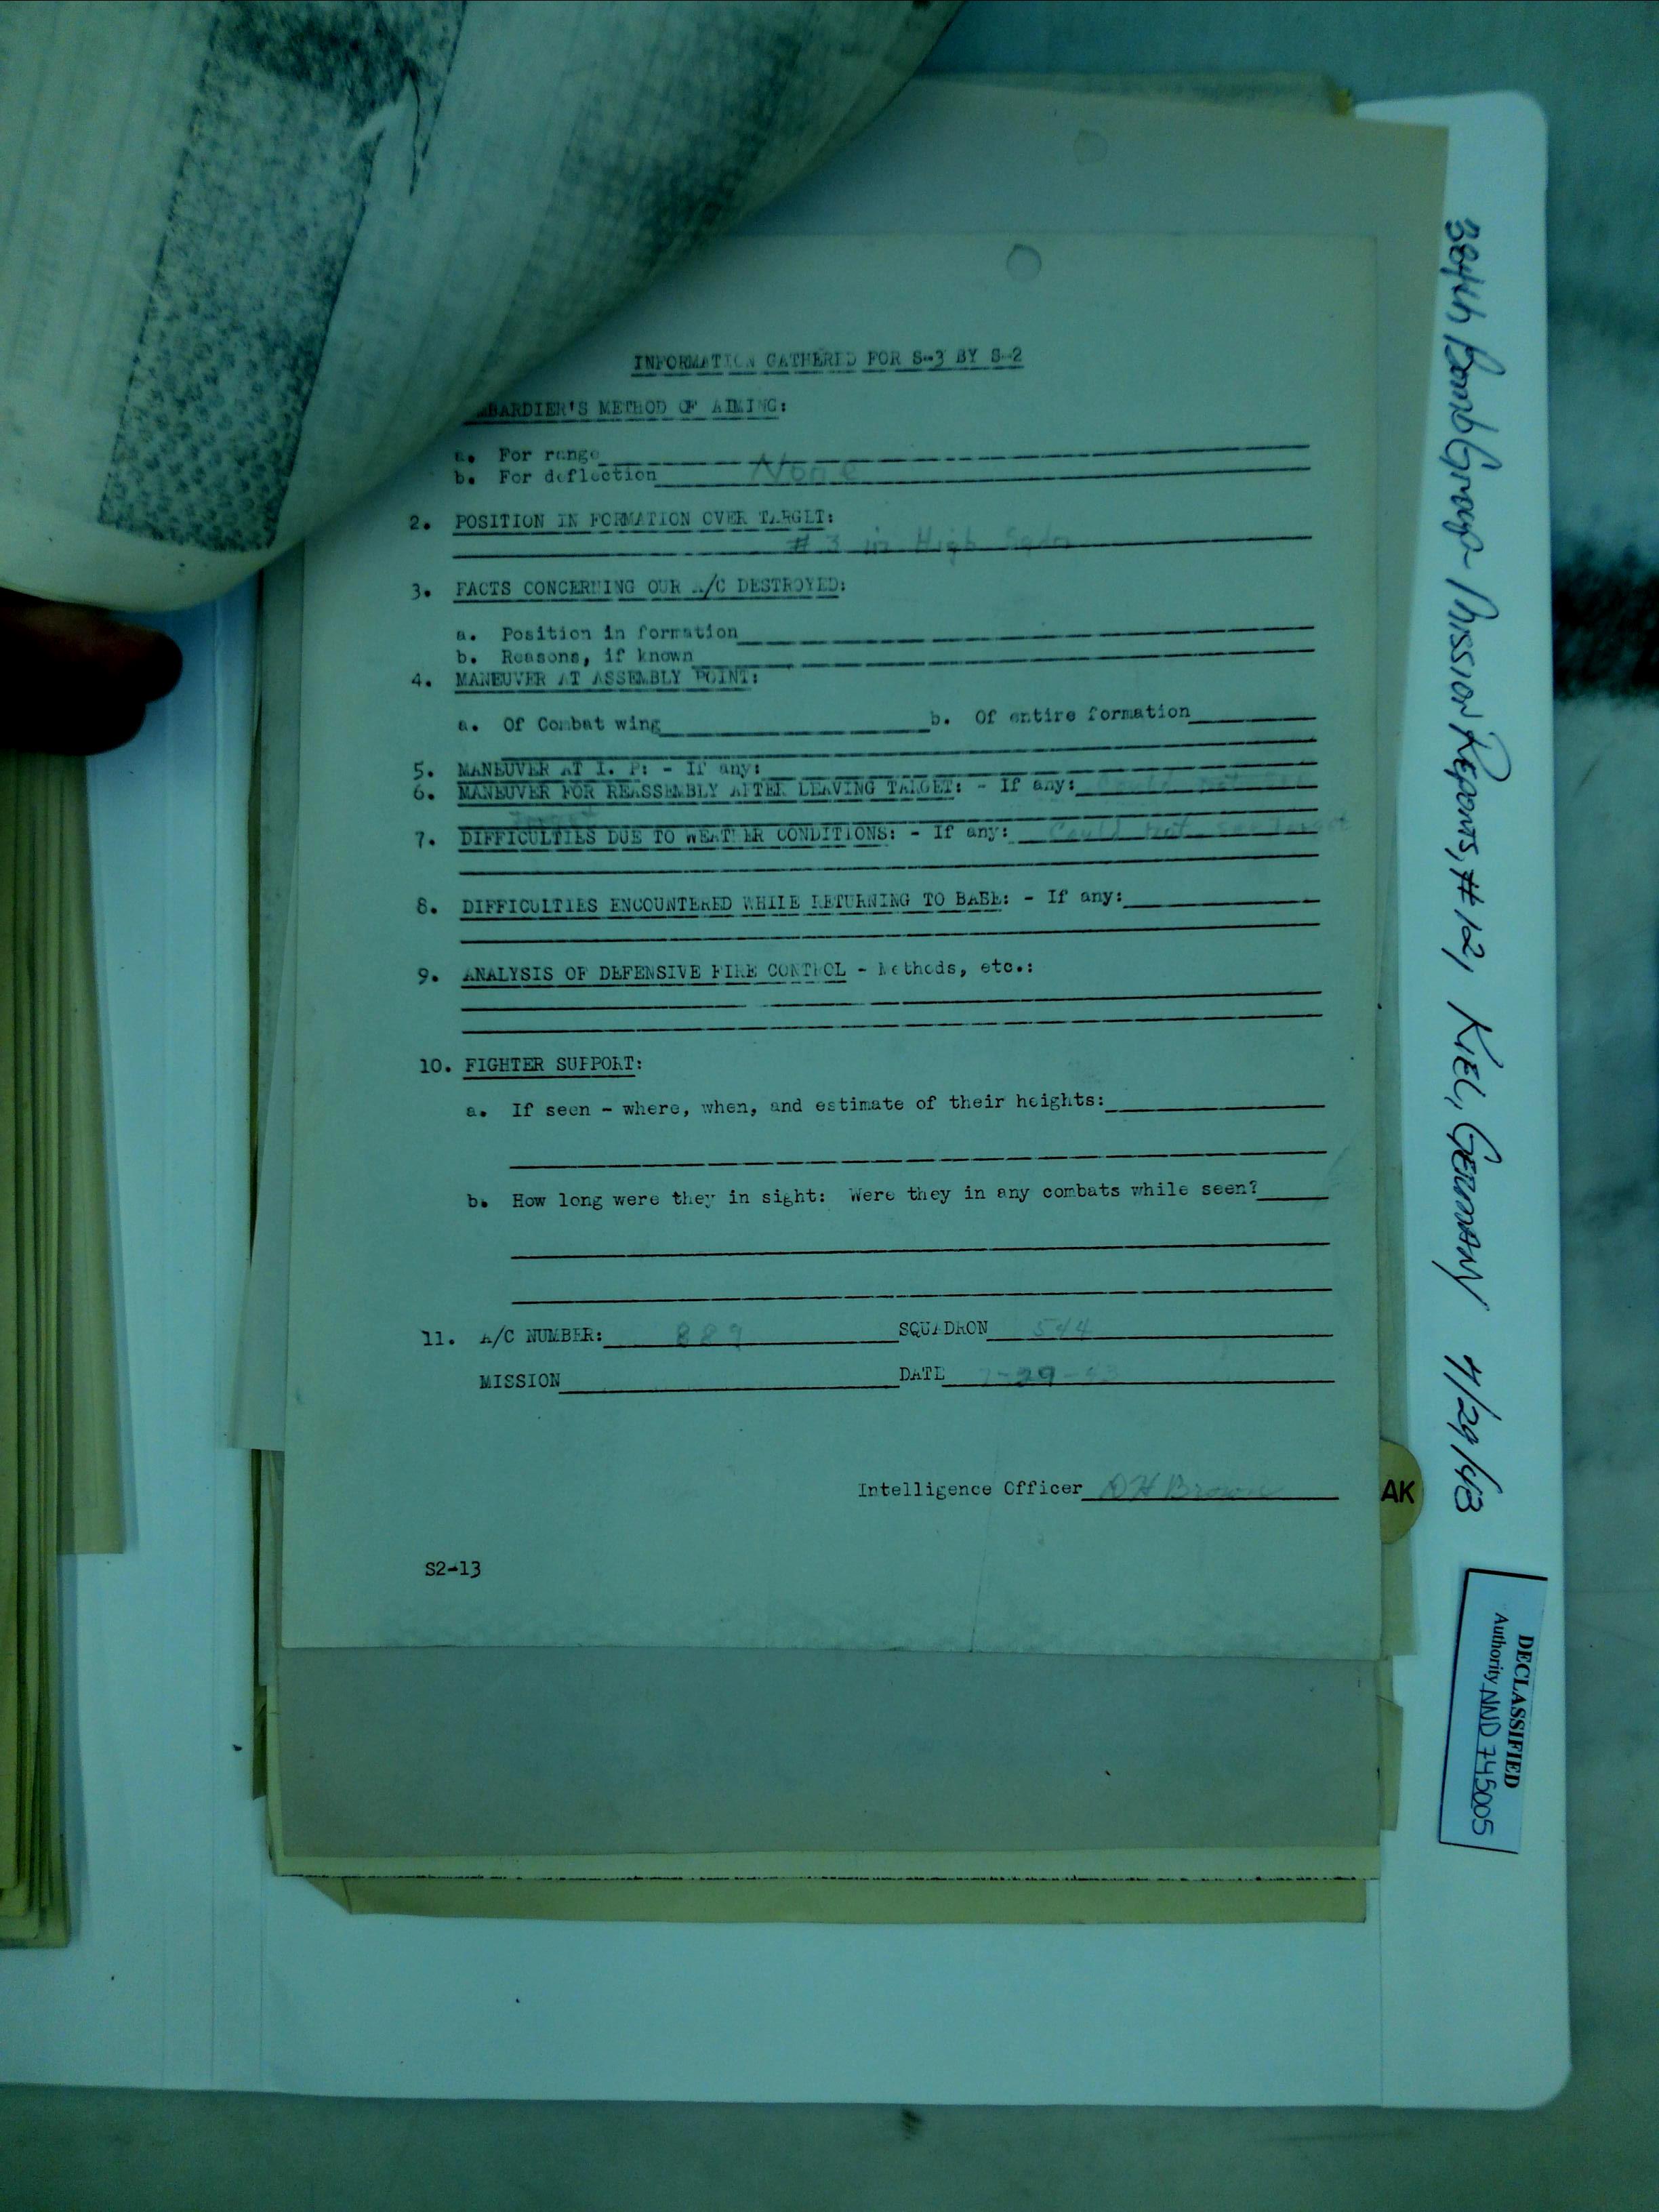 INFORMATION GATHERED FOR S-3 BY S-2
MBARDIER'S METHOD OF AIMING:
a. For range
b. For deflection None
2. POSITION IN FORMATION OVER TARGET:
# 3 in High Sqdn
3. FACTS CONCERNING OUR A/C DESTROYED:
a. Position in formation
b. Reasons, if known
4. MANEUVER AT ASSEMBLY POINT:
a. Of Combat wing b. Of entire formation
5. MANEUVER AT I. P: - If any:
6. MANEUVER FOR REASSEMBLY AFTER LEAVING TARGET: - If any: Could not see
Target
7. DIFFICULTIES DUE TO WEATHER CONDITIONS: - If any: Could not see Target
8. DIFFICULTIES ENCOUNTERED WHILE RETURNING TO BASE: - If any:
9. ANALYSIS OF DEFENSIVE FIRE CONTROL - Methods, etc.:
10. FIGHTER SUPPORT:
a. If seen - where, when, and estimate of their heights:
b. How long were they in sight: Were they in any combats while seen?
11. A/C NUMBER: 889 SQUADRON 544
MISSION DATE 7-29-43
Intelligence Officer DH Brown
S2-13
AK
384th Bomb Group - Mission Reports, #12, KIEL, GERMANY 7/29/43
DECLASSIFIED
Authority NND 745005